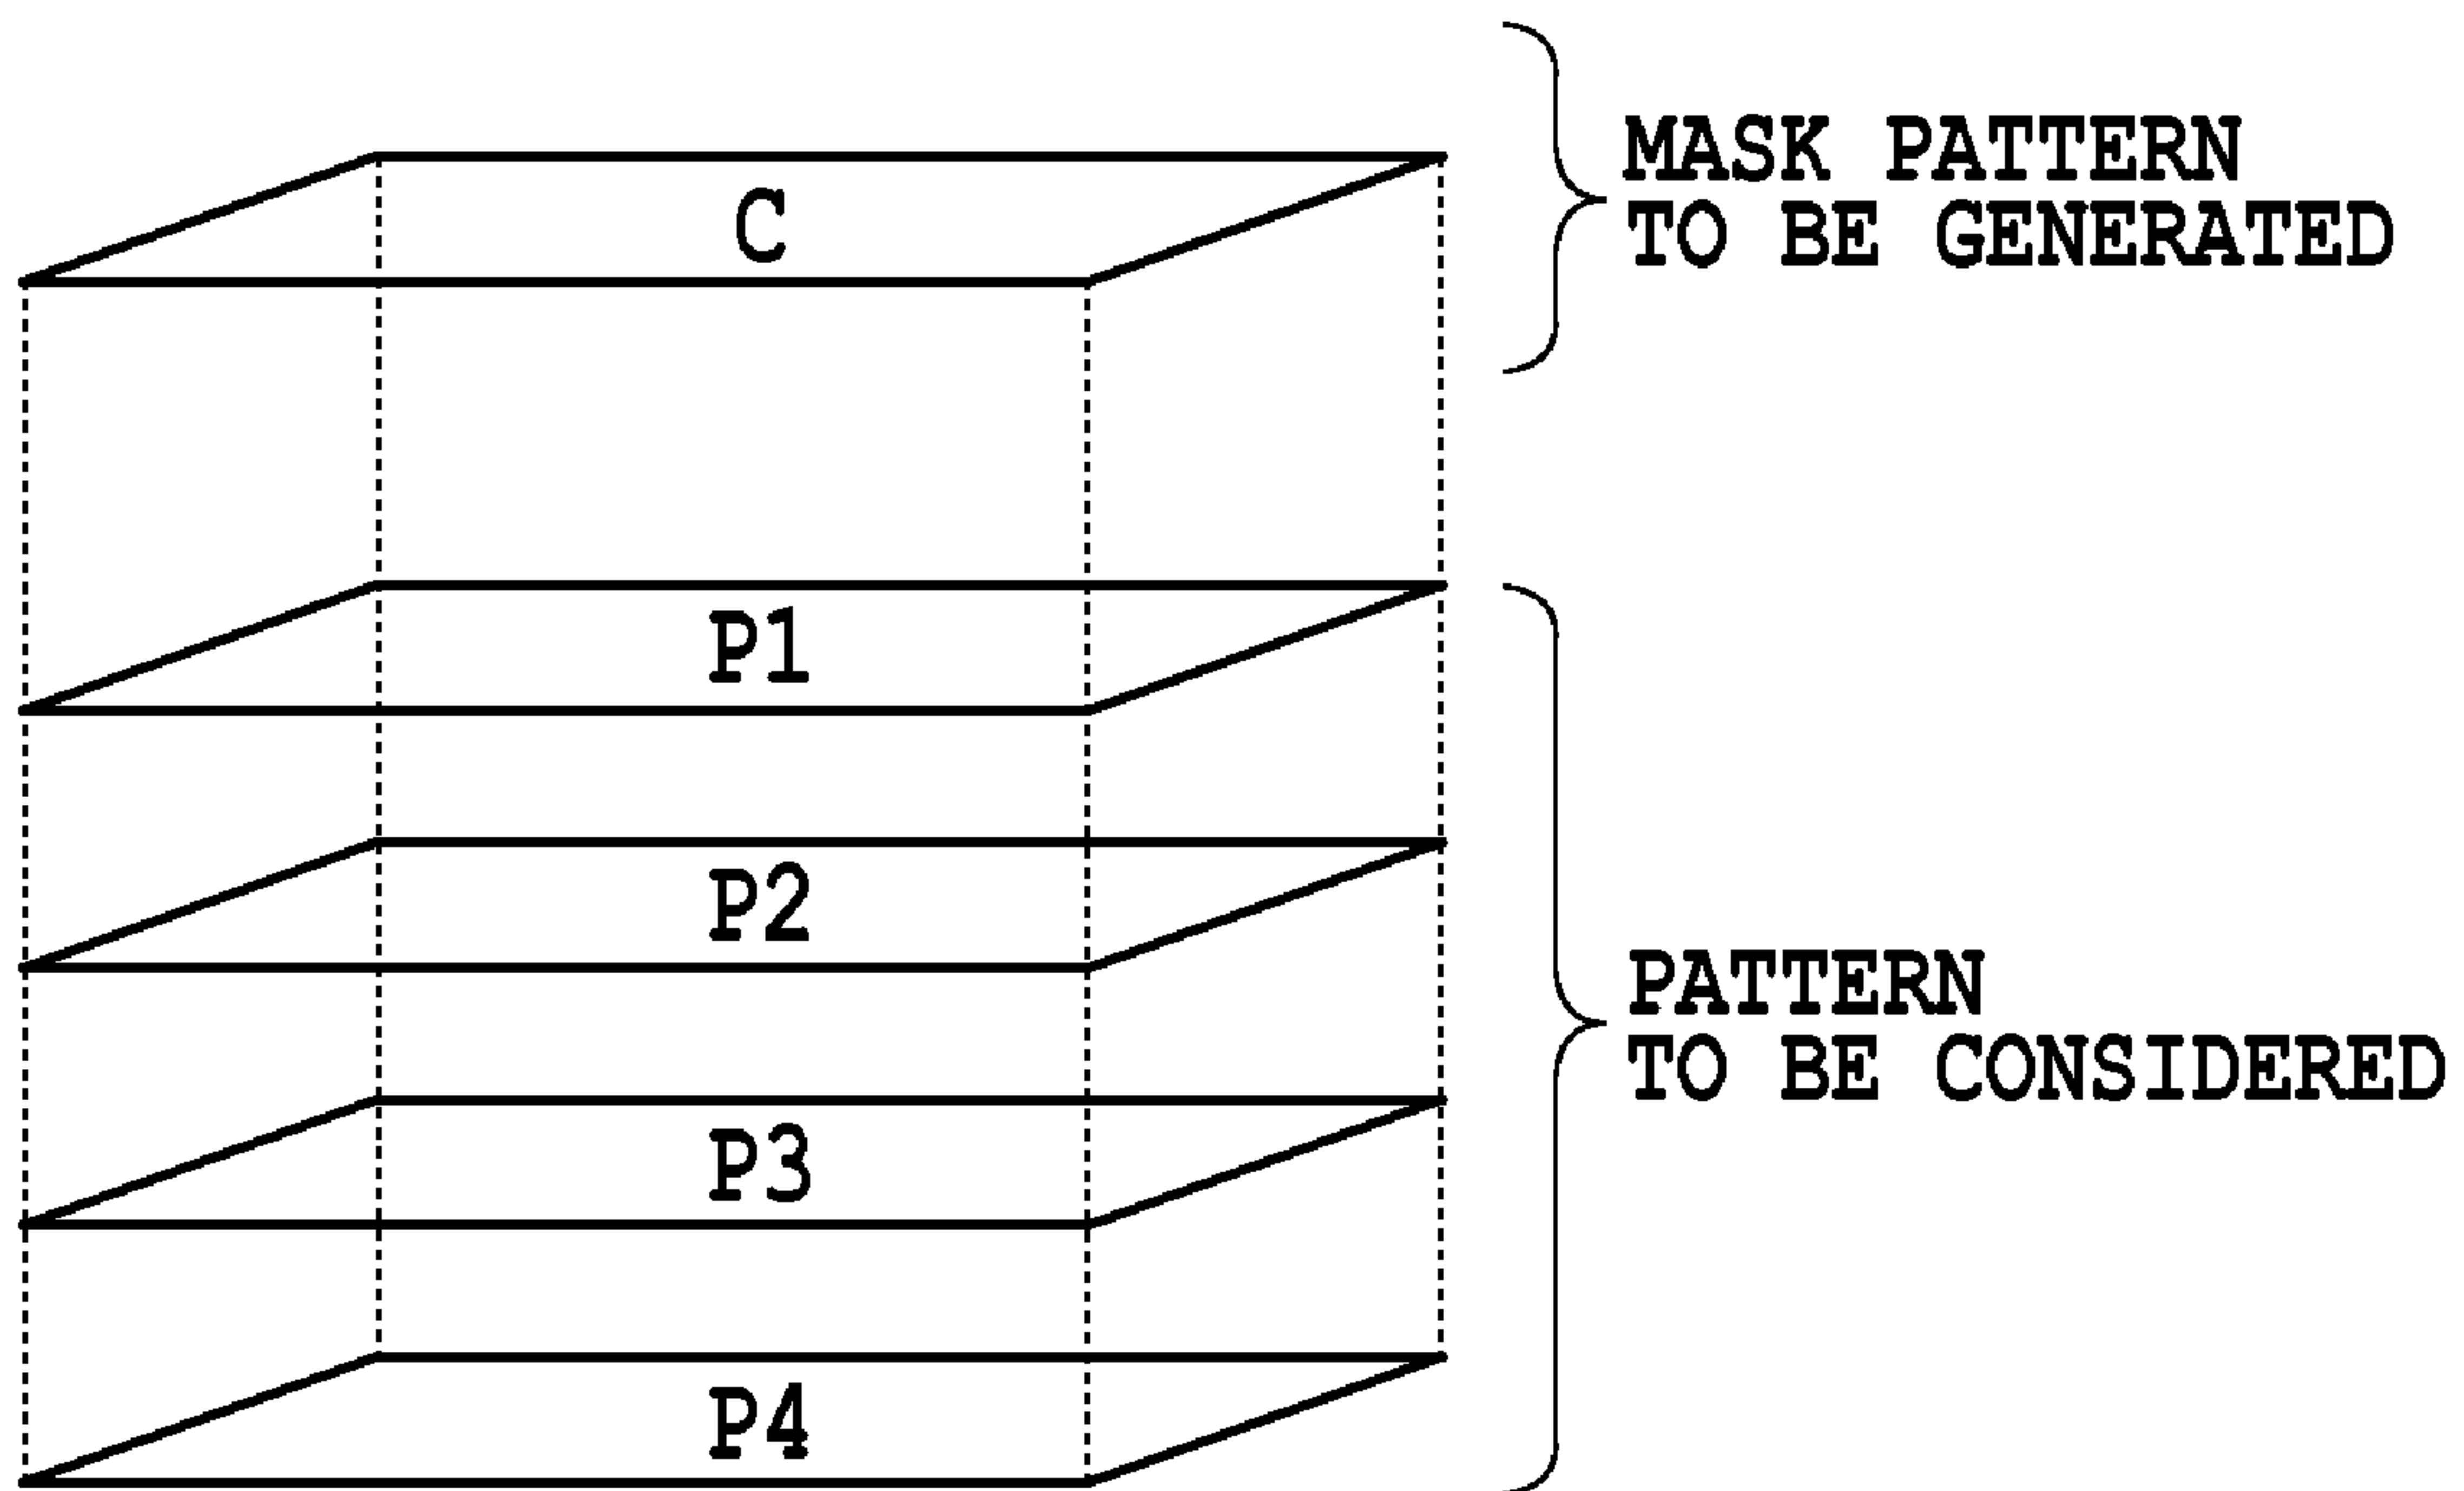 C
MASK PATTERN
TO BE GENERATED
P1
P2
PATTERN
TO BE CONSIDERED
P3
P4